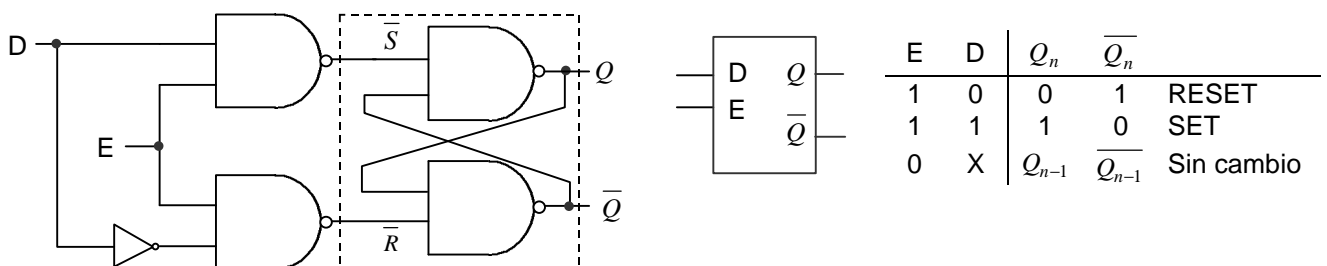 D
E
S̅
R̅
Q
Q̅
D Q
E
Q̅
E D Qₙ Q̅ₙ
1 0 0 1 RESET
1 1 1 0 SET
0 X Qₙ₋₁ Q̅ₙ₋₁ Sin cambio